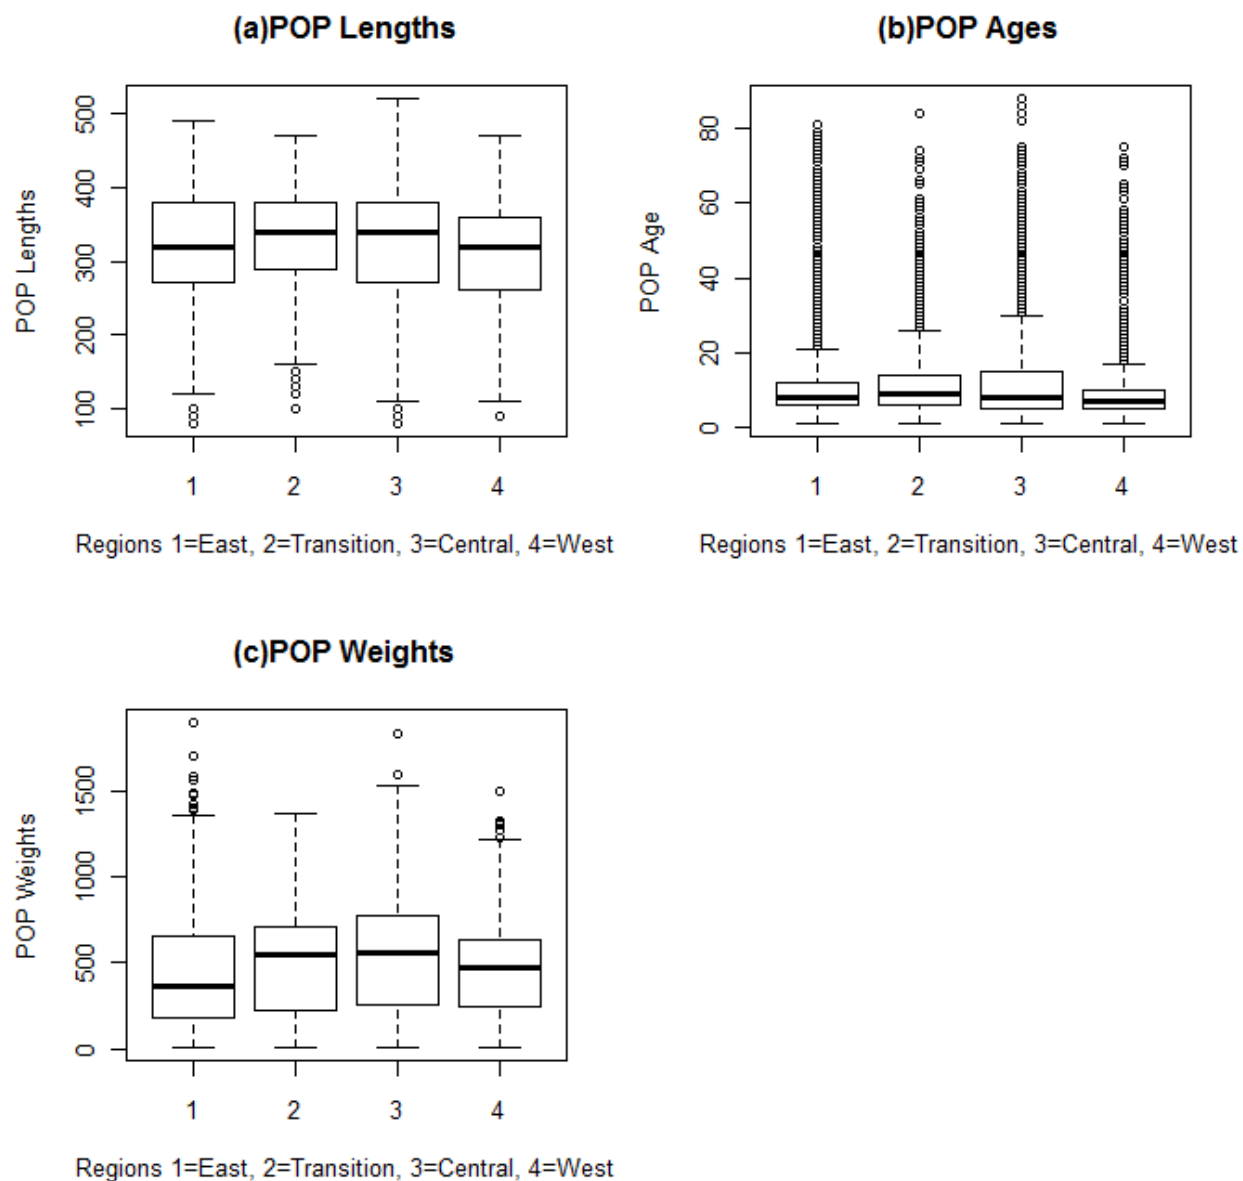 (a)POP Lengths
POP Lengths
500
400
300
200
100
1 2 3 4
Regions 1=East, 2=Transition, 3=Central, 4=West
(b)POP Ages
POP Age
80
60
40
20
0
1 2 3 4
Regions 1=East, 2=Transition, 3=Central, 4=West
(c)POP Weights
POP Weights
1500
1000
500
0
1 2 3 4
Regions 1=East, 2=Transition, 3=Central, 4=West